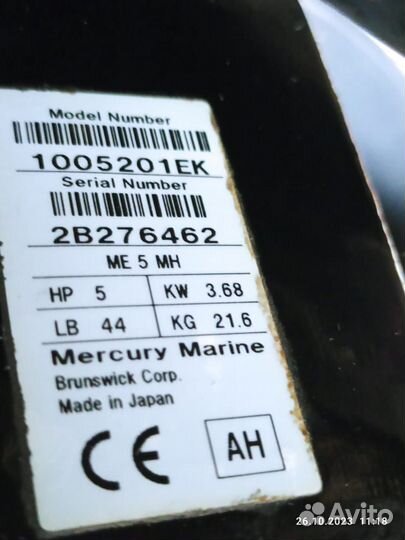 Model Number
1005201EK
Serial Number
2B276462
ME 5 MH
HP 5 KW 3.68
LB 44 KG 21.6
Mercury Marine
Brunswick Corp.
Made in Japan
CE AH
26.10.2023 11:18
Avito